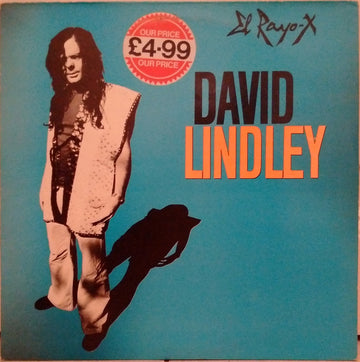 El Rayo-X
OUR PRICE
£4·99
OUR PRICE
DAVID
LINDLEY